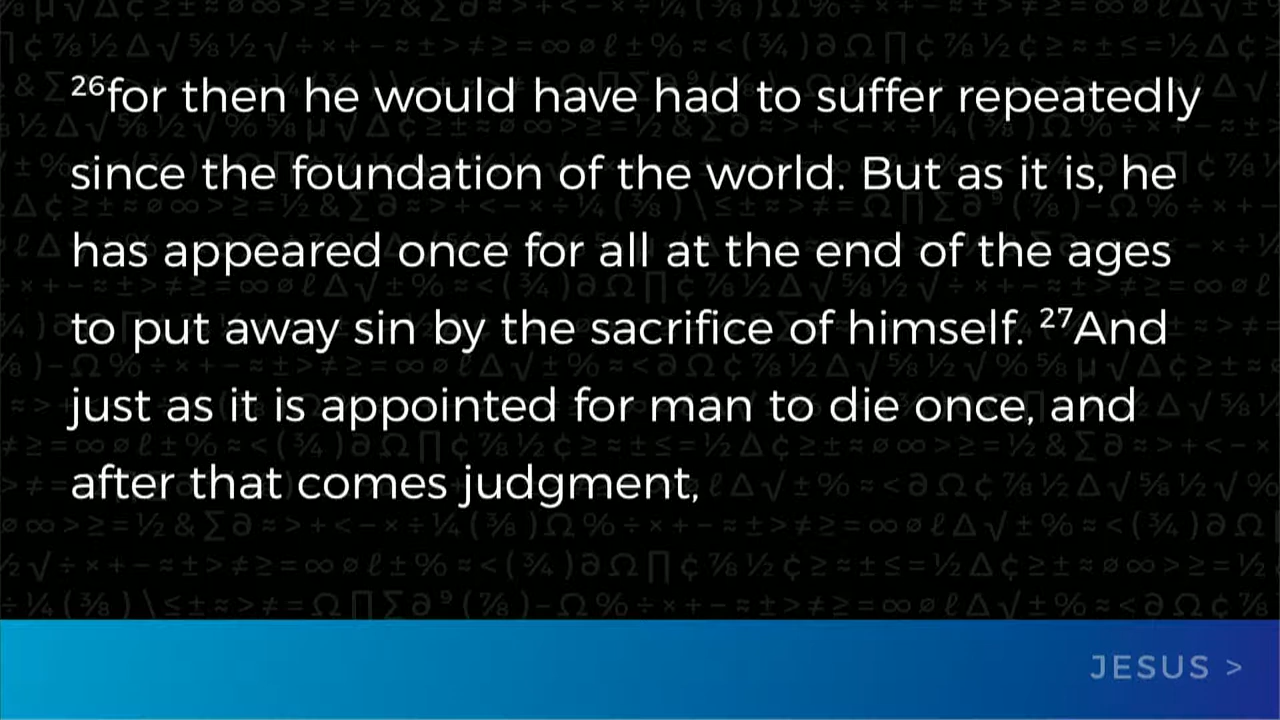 ²⁶for then he would have had to suffer repeatedly
since the foundation of the world. But as it is, he
has appeared once for all at the end of the ages
to put away sin by the sacrifice of himself. ²⁷And
just as it is appointed for man to die once, and
after that comes judgment,
JESUS >